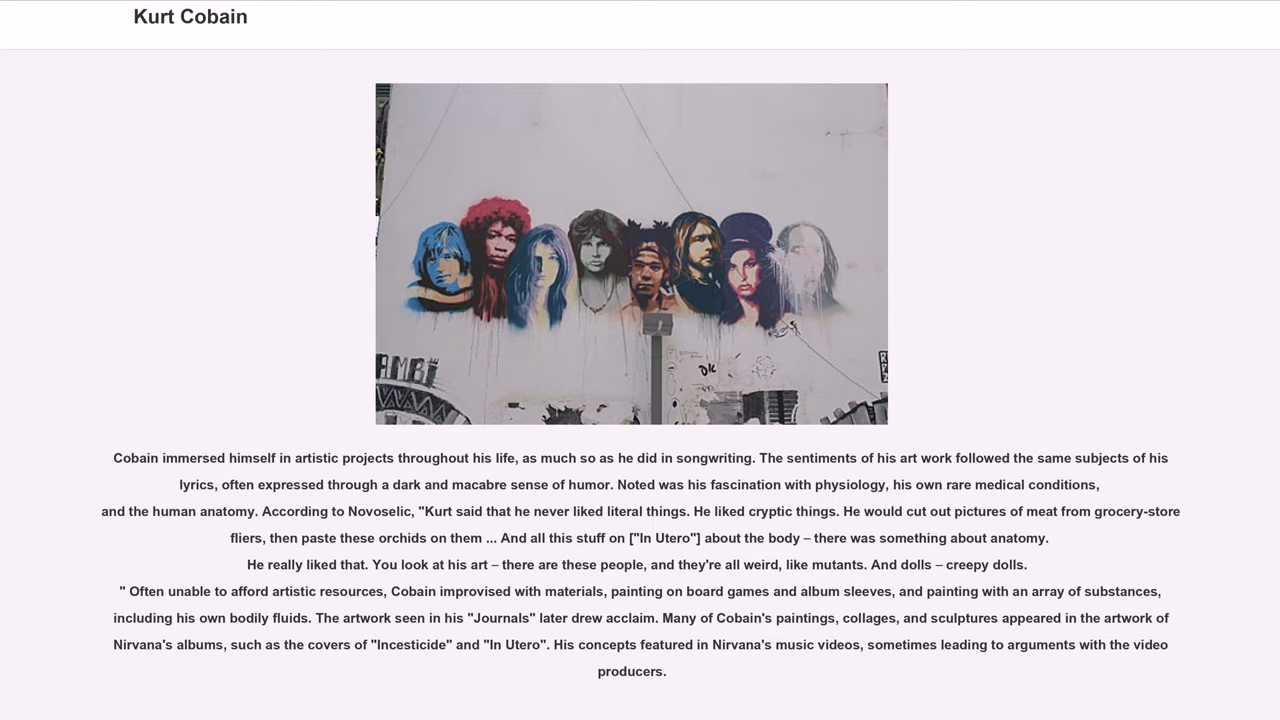 Kurt Cobain
AMBI
Cobain immersed himself in artistic projects throughout his life, as much so as he did in songwriting. The sentiments of his art work followed the same subjects of his
lyrics, often expressed through a dark and macabre sense of humor. Noted was his fascination with physiology, his own rare medical conditions,
and the human anatomy. According to Novoselic, "Kurt said that he never liked literal things. He liked cryptic things. He would cut out pictures of meat from grocery-store
fliers, then paste these orchids on them ... And all this stuff on ["In Utero"] about the body – there was something about anatomy.
He really liked that. You look at his art – there are these people, and they're all weird, like mutants. And dolls – creepy dolls.
" Often unable to afford artistic resources, Cobain improvised with materials, painting on board games and album sleeves, and painting with an array of substances,
including his own bodily fluids. The artwork seen in his "Journals" later drew acclaim. Many of Cobain's paintings, collages, and sculptures appeared in the artwork of
Nirvana's albums, such as the covers of "Incesticide" and "In Utero". His concepts featured in Nirvana's music videos, sometimes leading to arguments with the video
producers.